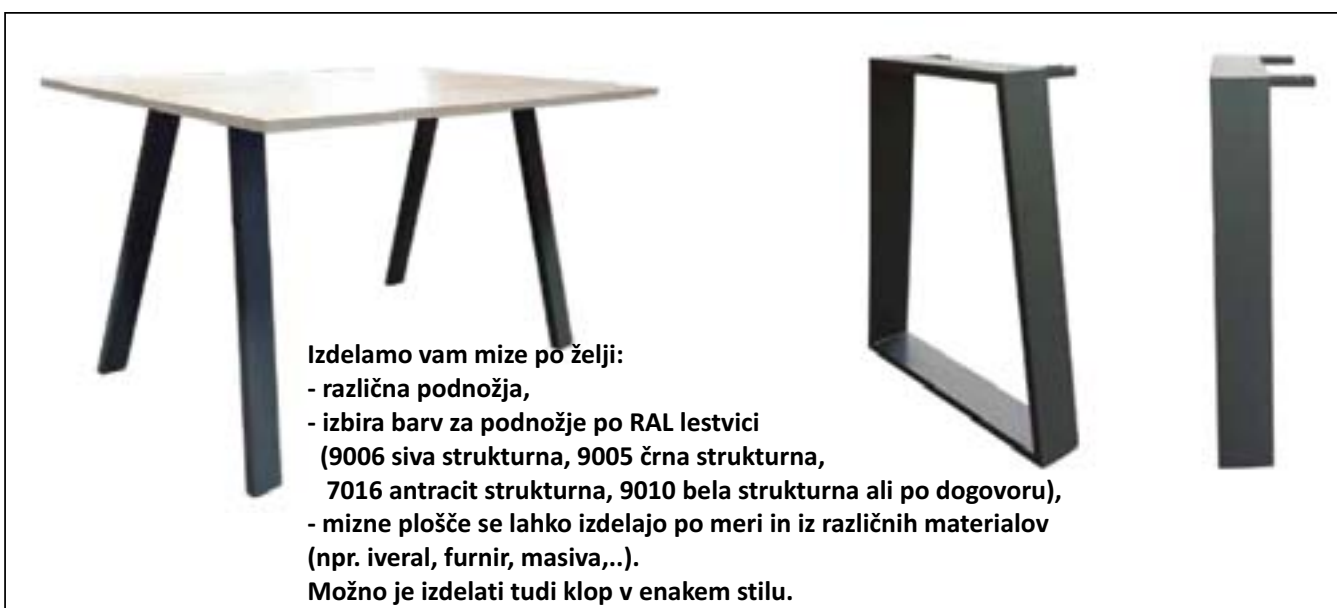 Izdelamo vam mize po želji:
- različna podnožja,
- izbira barv za podnožje po RAL lestvici
(9006 siva strukturna, 9005 črna strukturna,
7016 antracit strukturna, 9010 bela strukturna ali po dogovoru),
- mizne plošče se lahko izdelajo po meri in iz različnih materialov
(npr. iveral, furnir, masiva,..).
Možno je izdelati tudi klop v enakem stilu.